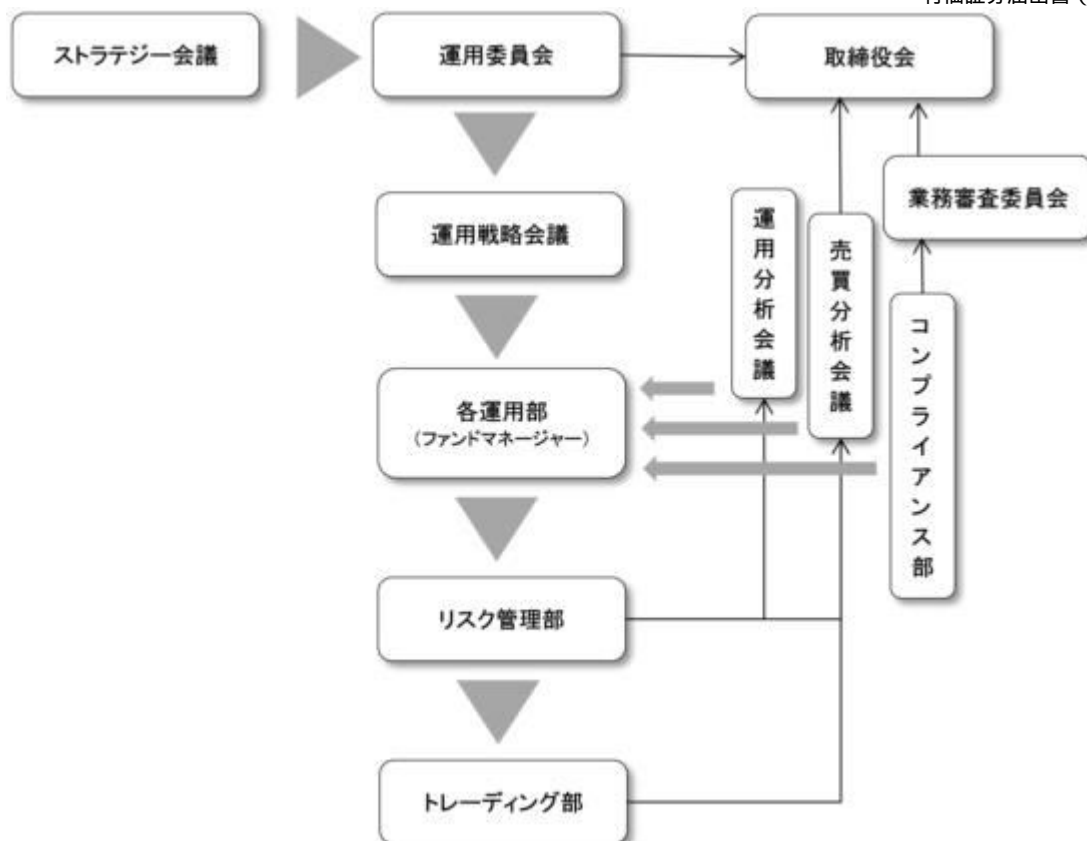 ストラテジー会議
運用委員会
取締役会
業務審査委員会
運用戦略会議
運用分析会議
売買分析会議
コンプライアンス部
各運用部
(ファンドマネージャー)
リスク管理部
トレーディング部